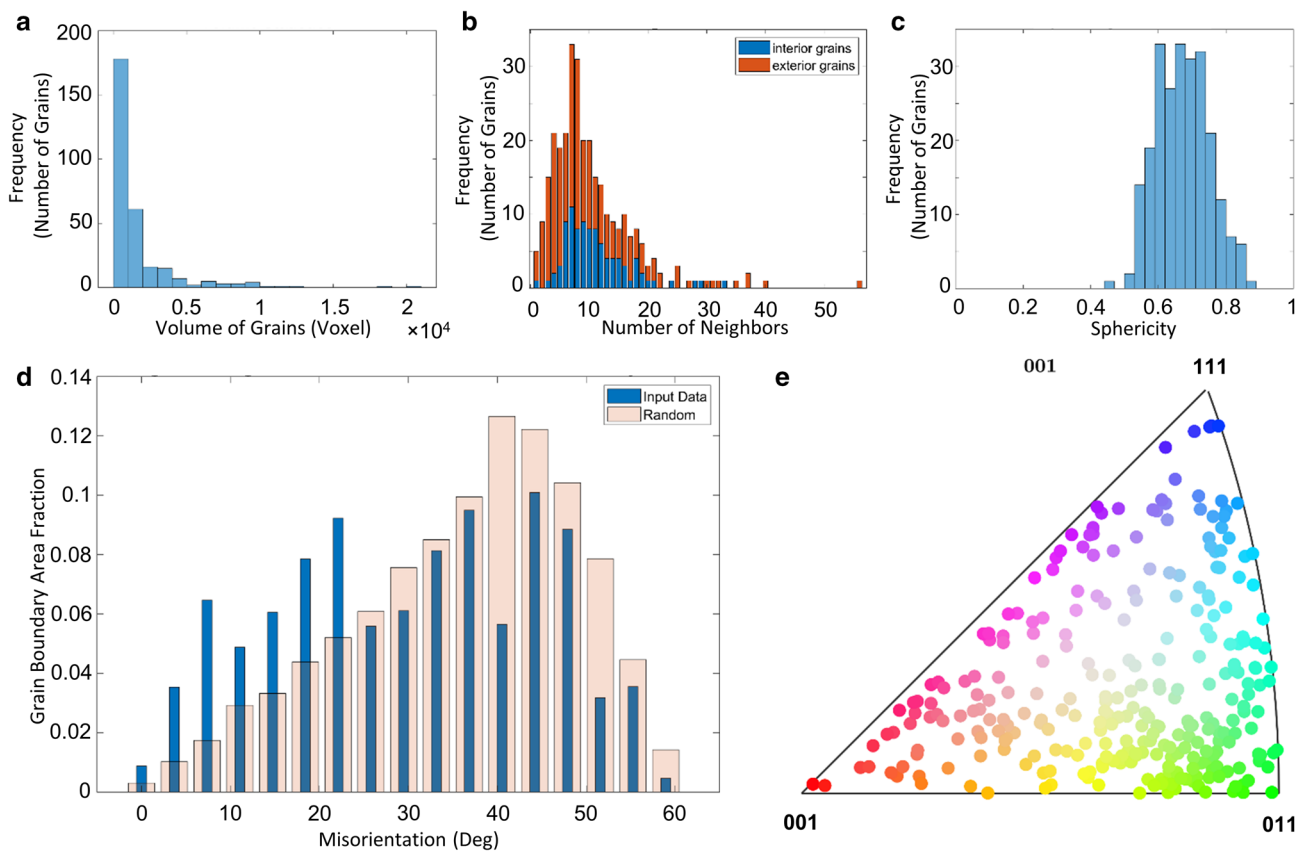 a
200
150
100
50
0
Frequency
(Number of Grains)
0
0.5
1.0
1.5
2.0
Volume of Grains (Voxel)
×10⁴
b
interior grains
exterior grains
30
20
10
0
Frequency
(Number of Grains)
0
10
20
30
40
50
Number of Neighbors
c
30
20
10
0
Frequency
(Number of Grains)
0
0.2
0.4
0.6
0.8
1
Sphericity
d
0.14
0.12
0.1
0.08
0.06
0.04
0.02
0
Grain Boundary Area Fraction
Input Data
Random
0
10
20
30
40
50
60
Misorientation (Deg)
e
001
111
001
011